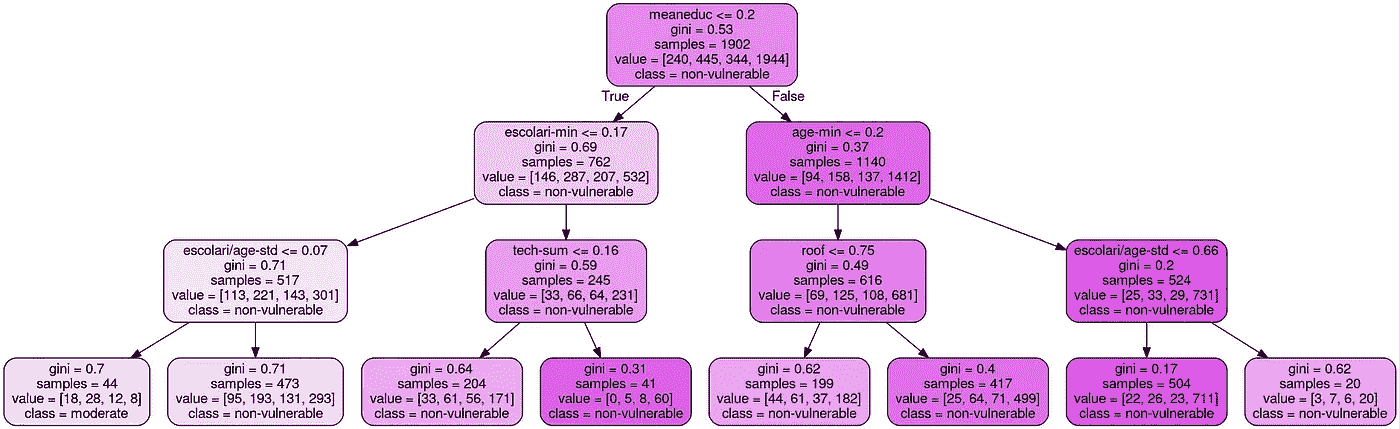 meaneduc <= 0.2
gini = 0.53
samples = 1902
value = [240, 445, 344, 1944]
class = non-vulnerable
True
False
escolari-min <= 0.17
gini = 0.69
samples = 762
value = [146, 287, 207, 532]
class = non-vulnerable
age-min <= 0.2
gini = 0.37
samples = 1140
value = [94, 158, 137, 1412]
class = non-vulnerable
escolari/age-std <= 0.07
gini = 0.71
samples = 517
value = [113, 221, 143, 301]
class = non-vulnerable
tech-sum <= 0.16
gini = 0.59
samples = 245
value = [33, 66, 64, 231]
class = non-vulnerable
roof <= 0.75
gini = 0.49
samples = 616
value = [69, 125, 108, 681]
class = non-vulnerable
escolari/age-std <= 0.66
gini = 0.2
samples = 524
value = [25, 33, 29, 731]
class = non-vulnerable
gini = 0.7
samples = 44
value = [18, 28, 12, 8]
class = moderate
gini = 0.71
samples = 473
value = [95, 193, 131, 293]
class = non-vulnerable
gini = 0.64
samples = 204
value = [33, 61, 56, 171]
class = non-vulnerable
gini = 0.31
samples = 41
value = [0, 5, 8, 60]
class = non-vulnerable
gini = 0.62
samples = 199
value = [44, 61, 37, 182]
class = non-vulnerable
gini = 0.4
samples = 417
value = [25, 64, 71, 499]
class = non-vulnerable
gini = 0.17
samples = 504
value = [22, 26, 23, 711]
class = non-vulnerable
gini = 0.62
samples = 20
value = [3, 7, 6, 20]
class = non-vulnerable